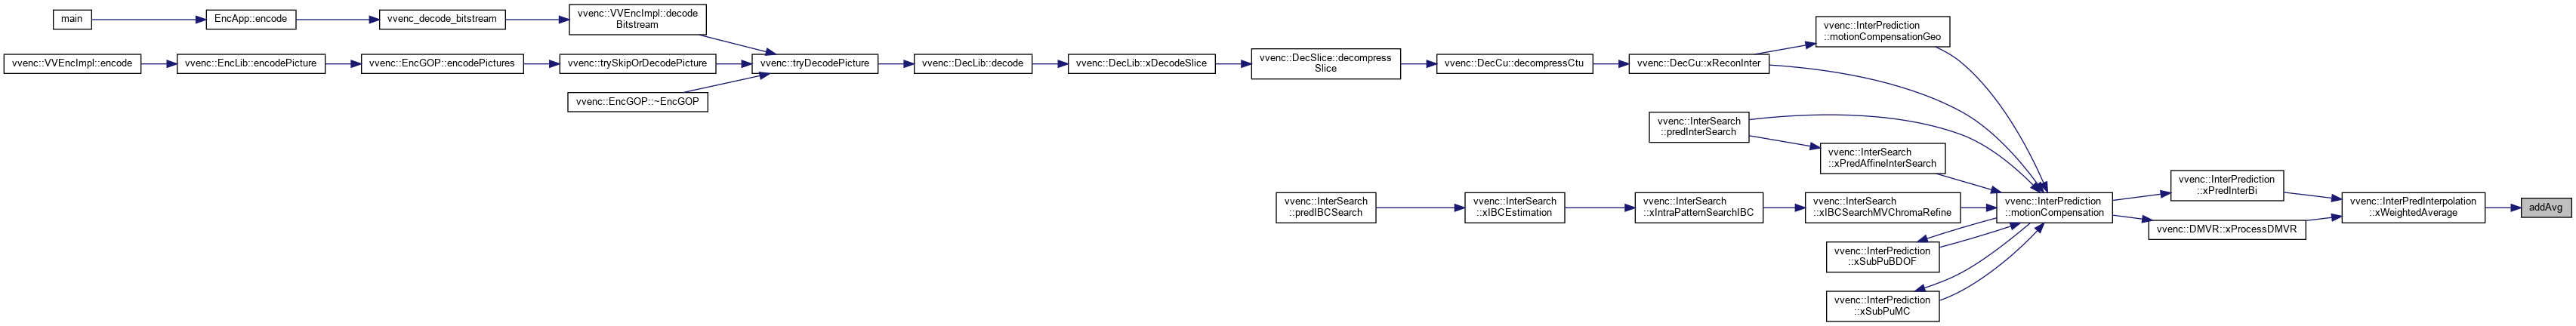 main
EncApp::encode
vvenc_decode_bitstream
vvenc::VVEncImpl::decode
Bitstream
vvenc::VVEncImpl::encode
vvenc::EncLib::encodePicture
vvenc::EncGOP::encodePictures
vvenc::trySkipOrDecodePicture
vvenc::EncGOP::~EncGOP
vvenc::tryDecodePicture
vvenc::DecLib::decode
vvenc::DecLib::xDecodeSlice
vvenc::DecSlice::decompress
Slice
vvenc::DecCu::decompressCtu
vvenc::DecCu::xReconInter
vvenc::InterPrediction
::motionCompensationGeo
vvenc::InterSearch
::predInterSearch
vvenc::InterSearch
::xPredAffineInterSearch
vvenc::InterSearch
::predIBCSearch
vvenc::InterSearch
::xIBCEstimation
vvenc::InterSearch
::xIntraPatternSearchIBC
vvenc::InterSearch
::xIBCSearchMVChromaRefine
vvenc::InterPrediction
::xSubPuBDOF
vvenc::InterPrediction
::xSubPuMC
vvenc::InterPrediction
::motionCompensation
vvenc::InterPrediction
::xPredInterBi
vvenc::DMVR::xProcessDMVR
vvenc::InterPredInterpolation
::xWeightedAverage
addAvg